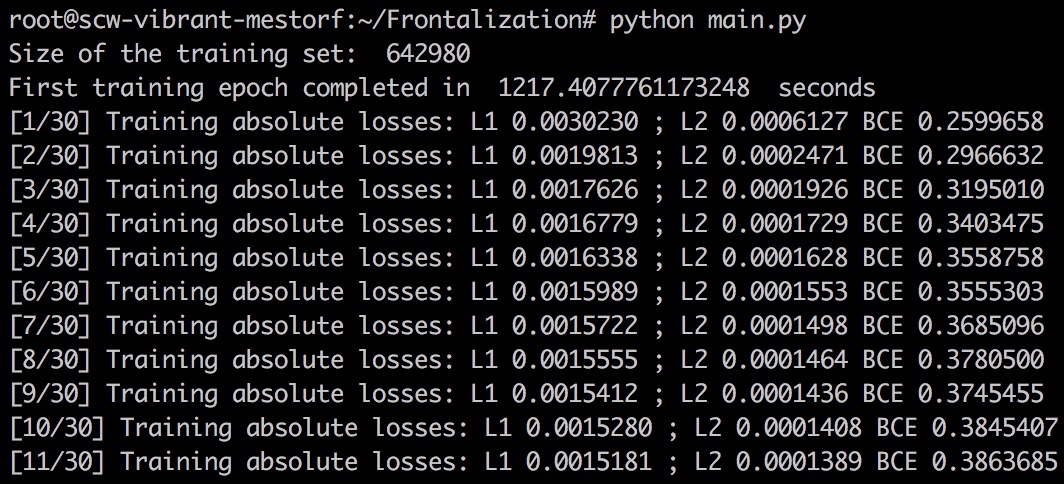 root@scw-vibrant-mestorf:~/Frontalization# python main.py
Size of the training set:  642980
First training epoch completed in  1217.4077761173248  seconds
[1/30] Training absolute losses: L1 0.0030230 ; L2 0.0006127 BCE 0.2599658
[2/30] Training absolute losses: L1 0.0019813 ; L2 0.0002471 BCE 0.2966632
[3/30] Training absolute losses: L1 0.0017626 ; L2 0.0001926 BCE 0.3195010
[4/30] Training absolute losses: L1 0.0016779 ; L2 0.0001729 BCE 0.3403475
[5/30] Training absolute losses: L1 0.0016338 ; L2 0.0001628 BCE 0.3558758
[6/30] Training absolute losses: L1 0.0015989 ; L2 0.0001553 BCE 0.3555303
[7/30] Training absolute losses: L1 0.0015722 ; L2 0.0001498 BCE 0.3685096
[8/30] Training absolute losses: L1 0.0015555 ; L2 0.0001464 BCE 0.3780500
[9/30] Training absolute losses: L1 0.0015412 ; L2 0.0001436 BCE 0.3745455
[10/30] Training absolute losses: L1 0.0015280 ; L2 0.0001408 BCE 0.3845407
[11/30] Training absolute losses: L1 0.0015181 ; L2 0.0001389 BCE 0.3863685